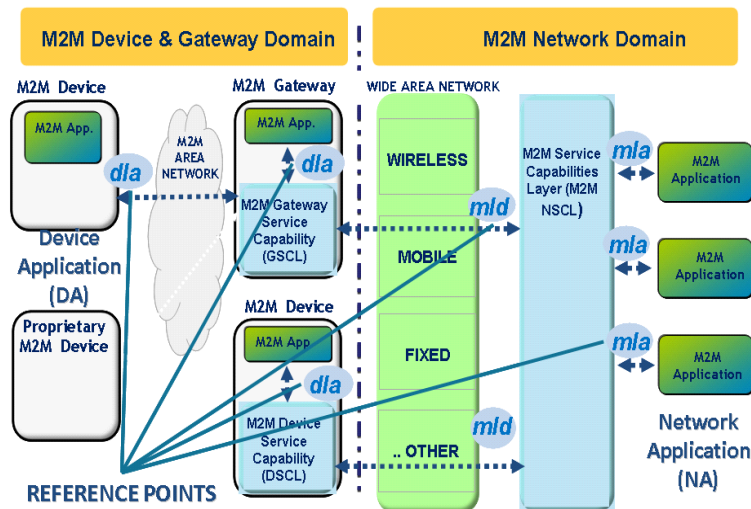 M2M Device & Gateway Domain
M2M Network Domain
M2M Device
M2M Gateway
WIDE AREA NETWORK
M2M App.
M2M
AREA
NETWORK
M2M App.
dla
dla
M2M Gateway
Service
Capability
(GSCL)
WIRELESS
mld
MOBILE
M2M Service
Capabilities
Layer (M2M
NSCL)
mla
M2M
Application
mla
M2M
Application
Device
Application
(DA)
Proprietary
M2M Device
M2M Device
M2M App.
dla
M2M Device
Service
Capability
(DSCL)
FIXED
mld
.. OTHER
mla
M2M
Application
Network
Application
(NA)
REFERENCE POINTS